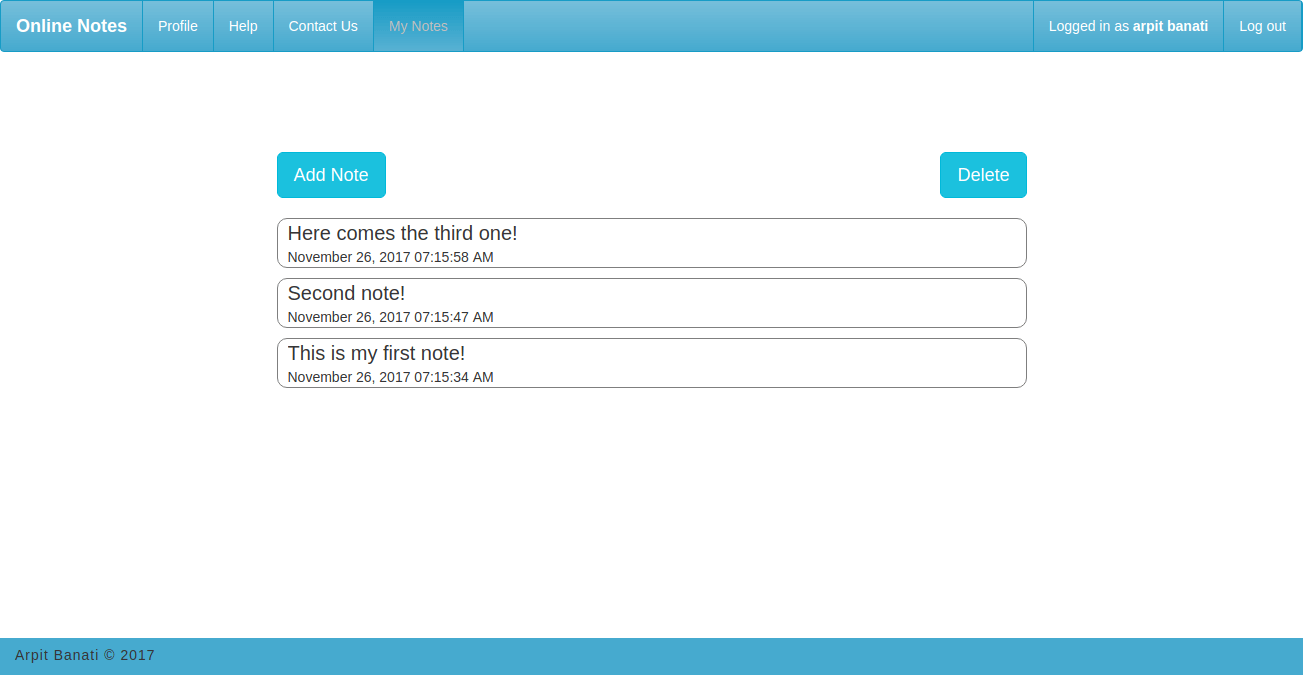 Online Notes Profile Help Contact Us My Notes Logged in as arpit banati Log out
Add Note Delete
Here comes the third one!
November 26, 2017 07:15:58 AM
Second note!
November 26, 2017 07:15:47 AM
This is my first note!
November 26, 2017 07:15:34 AM
Arpit Banati © 2017